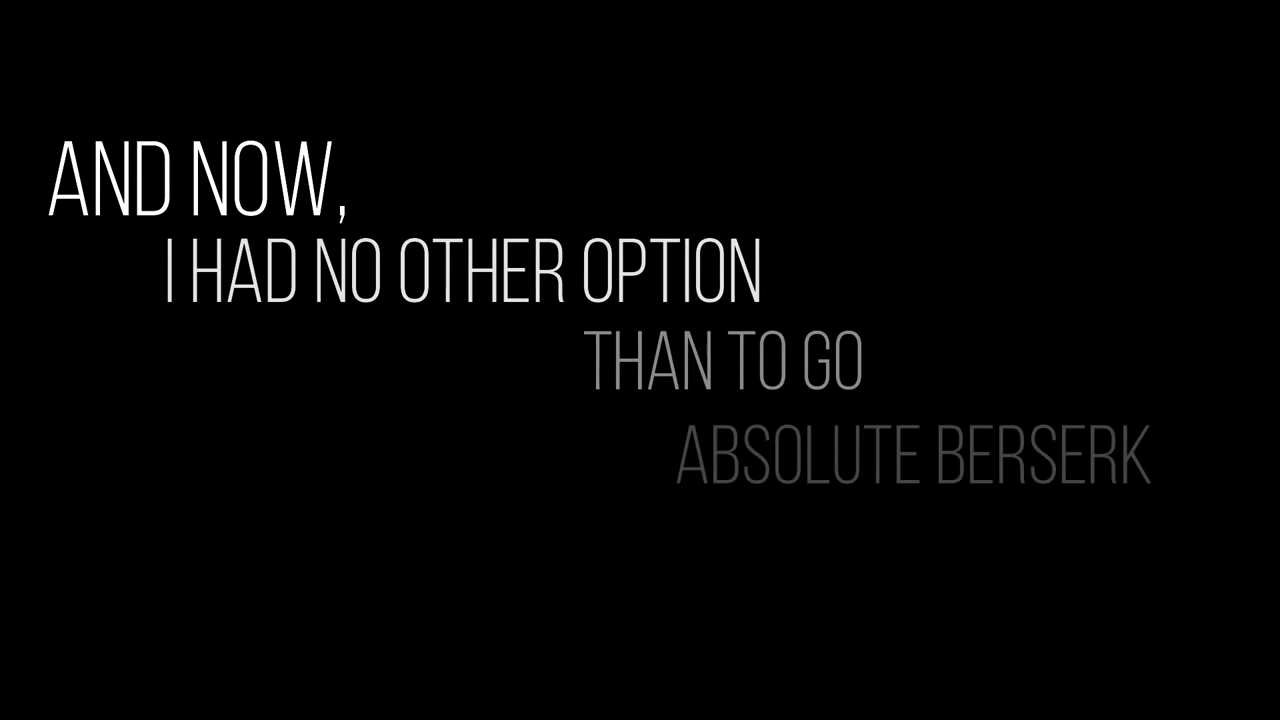 AND NOW,
I HAD NO OTHER OPTION
THAN TO GO
ABSOLUTE BERSERK